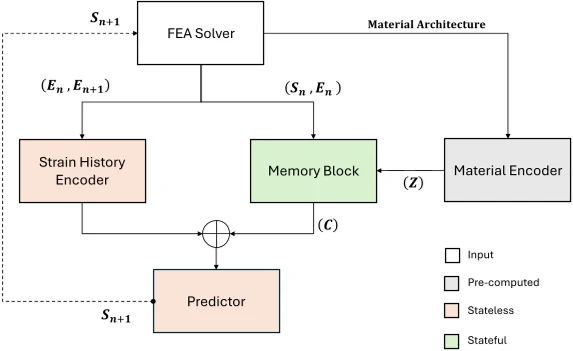 S_{n+1}
FEA Solver
Material Architecture
(E_n , E_{n+1})
(S_n , E_n )
Strain History
Encoder
Memory Block
Material Encoder
(Z)
(C)
Predictor
S_{n+1}
Input
Pre-computed
Stateless
Stateful